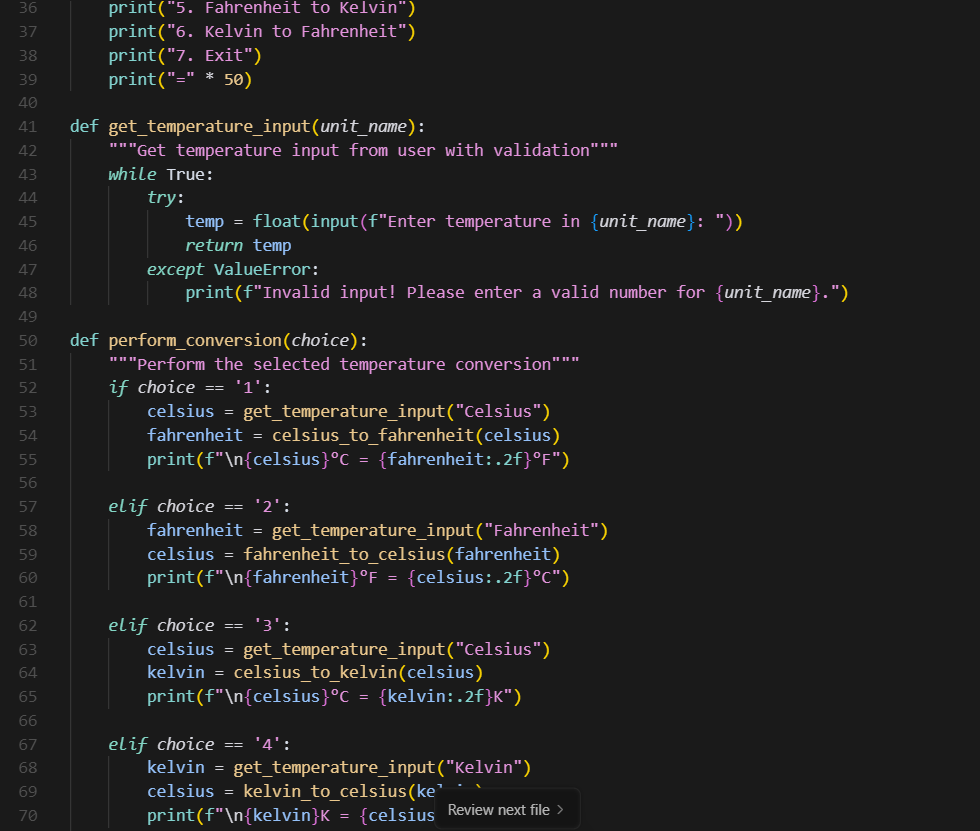 36 print("5. Fahrenheit to Kelvin")
37 print("6. Kelvin to Fahrenheit")
38 print("7. Exit")
39 print("=" * 50)
40
41 def get_temperature_input(unit_name):
42 """Get temperature input from user with validation"""
43 while True:
44 try:
45 temp = float(input(f"Enter temperature in {unit_name}: "))
46 return temp
47 except ValueError:
48 print(f"Invalid input! Please enter a valid number for {unit_name}.")
49
50 def perform_conversion(choice):
51 """Perform the selected temperature conversion"""
52 if choice == '1':
53 celsius = get_temperature_input("Celsius")
54 fahrenheit = celsius_to_fahrenheit(celsius)
55 print(f"\n{celsius}°C = {fahrenheit:.2f}°F")
56
57 elif choice == '2':
58 fahrenheit = get_temperature_input("Fahrenheit")
59 celsius = fahrenheit_to_celsius(fahrenheit)
60 print(f"\n{fahrenheit}°F = {celsius:.2f}°C")
61
62 elif choice == '3':
63 celsius = get_temperature_input("Celsius")
64 kelvin = celsius_to_kelvin(celsius)
65 print(f"\n{celsius}°C = {kelvin:.2f}K")
66
67 elif choice == '4':
68 kelvin = get_temperature_input("Kelvin")
69 celsius = kelvin_to_celsius(
70 print(f"\n{kelvin}K = {celsius
Review next file >